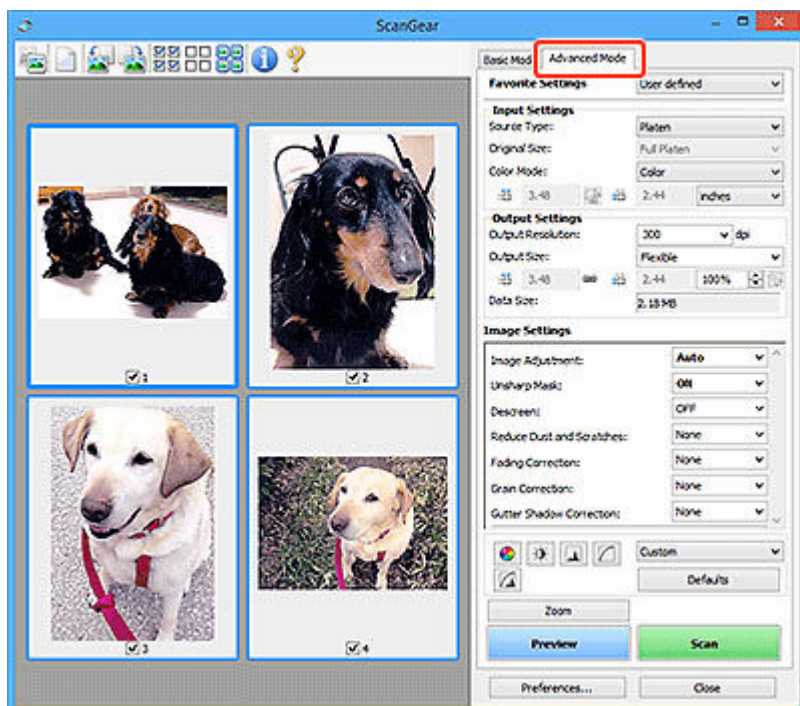 ScanGear
Basic Mod Advanced Mode
Favorite Settings User defined
Input Settings
Source Type: Platen
Original Size: Full Platen
Color Mode: Color
3.48 2.44 inches
Output Settings
Output Resolution: 300 dpi
Output Size: Flexible
3.48 2.44 100%
Data Size: 2.18 MB
Image Settings
Image Adjustment: Auto
Unsharp Mask: ON
Descreen: OFF
Reduce Dust and Scratches: None
Fading Correction: None
Grain Correction: None
Gutter Shadow Correction: None
Custom
Defaults
Zoom
Preview Scan
Preferences... Close
1
2
3
4